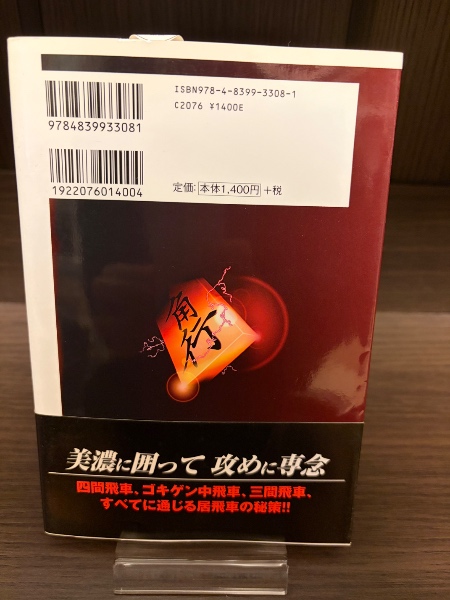 ISBN978-4-8399-3308-1
C2076 ¥1400E
9784839933081
1922076014004
定価:本体1,400円+税
角行
美濃に囲って 攻めに専念
四間飛車、ゴキゲン中飛車、三間飛車、
すべてに通じる居飛車の秘策!!